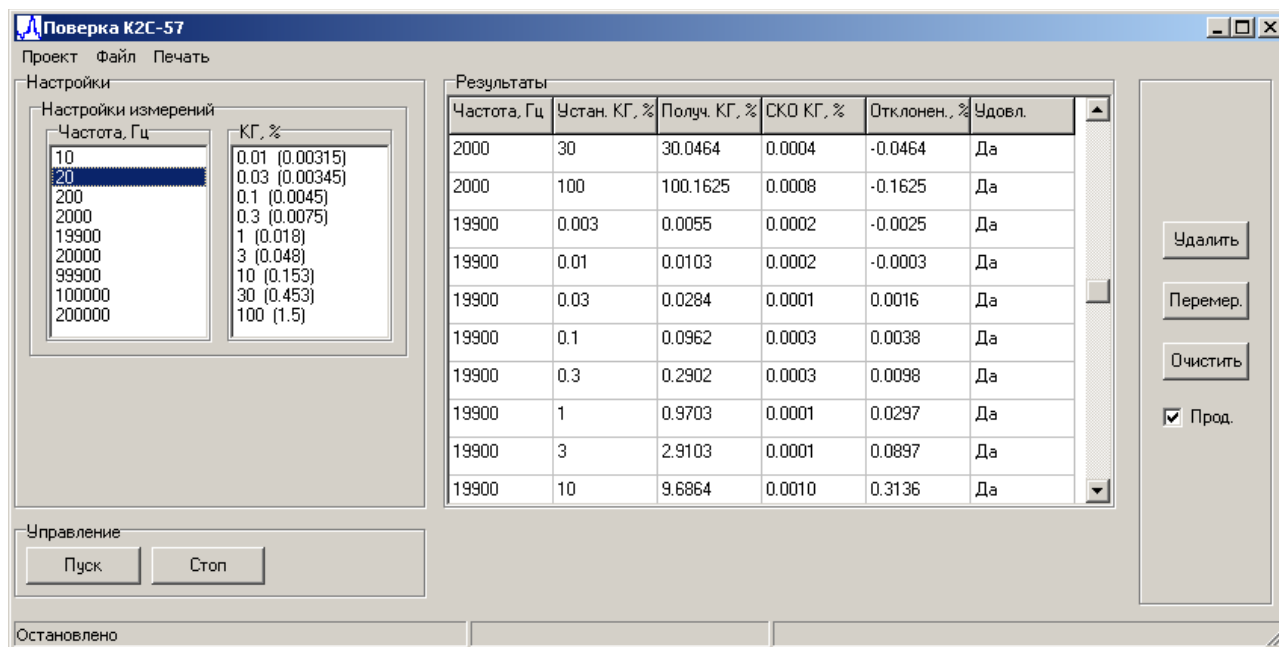 Поверка К2С-57
Проект Файл Печать
Настройки
Настройки измерений
Частота, Гц
10
20
200
2000
19900
20000
99900
100000
200000
КГ, %
0.01 (0.00315)
0.03 (0.00345)
0.1 (0.0045)
0.3 (0.0075)
1 (0.018)
3 (0.048)
10 (0.153)
30 (0.453)
100 (1.5)
Управление
Пуск Стоп
Результаты
Частота, Гц Устан. КГ, % Получ. КГ, % СКО КГ, % Отклонен., % Удовл.
2000 30 30.0464 0.0004 -0.0464 Да
2000 100 100.1625 0.0008 -0.1625 Да
19900 0.003 0.0055 0.0002 -0.0025 Да
19900 0.01 0.0103 0.0002 -0.0003 Да
19900 0.03 0.0284 0.0001 0.0016 Да
19900 0.1 0.0962 0.0003 0.0038 Да
19900 0.3 0.2902 0.0003 0.0098 Да
19900 1 0.9703 0.0001 0.0297 Да
19900 3 2.9103 0.0001 0.0897 Да
19900 10 9.6864 0.0010 0.3136 Да
Удалить
Перемер.
Очистить
Прод.
Остановлено